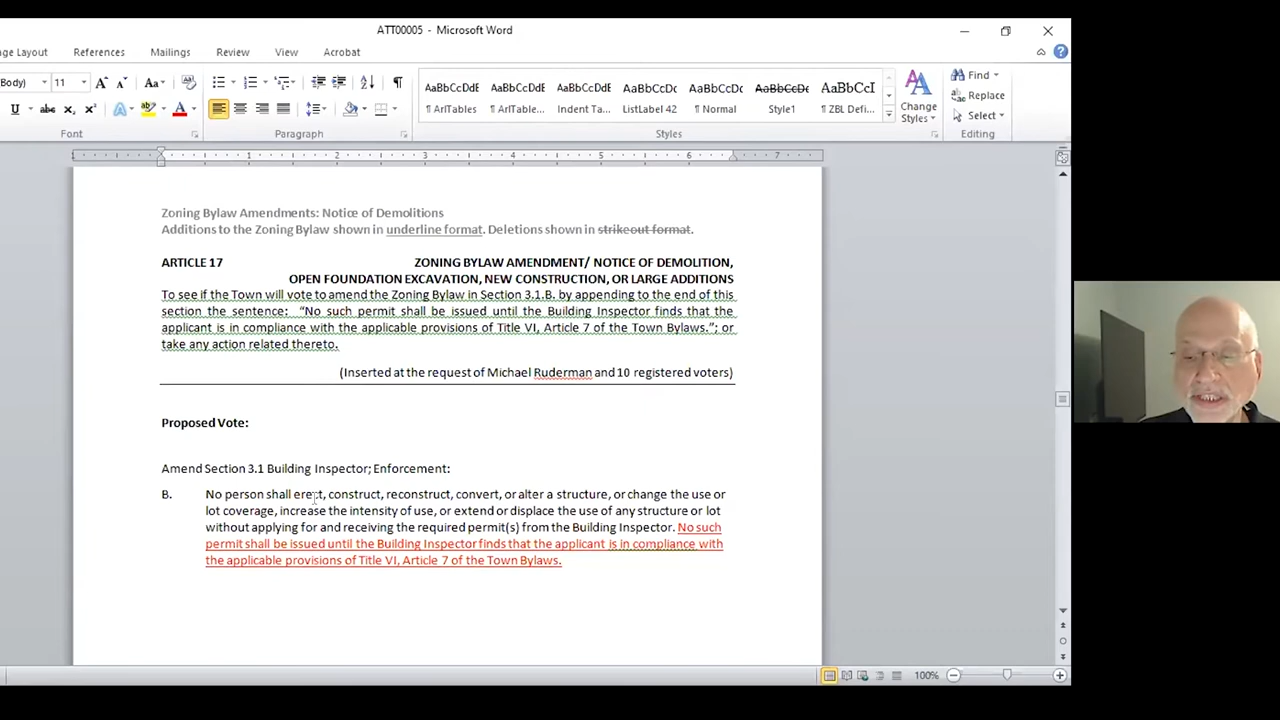 ATT00005 - Microsoft Word
ge Layout References Mailings Review View Acrobat
Body) 11 Aa
AaBbCcDdE AaBbCcDdE AaBbCcDdE AaBbCcDc AaBbCcDc AaBbCcDc AaBbCcI
¶ ArlTables ¶ ArlTable... Indent Ta... ListLabel 42 ¶ Normal Style1 ¶ ZBL Defi...
Change
Styles
Find
Replace
Select
Font Paragraph Styles Editing
1 2 3 4 5 6 7
Zoning Bylaw Amendments: Notice of Demolitions
Additions to the Zoning Bylaw shown in underline format. Deletions shown in strikeout format.
ARTICLE 17 ZONING BYLAW AMENDMENT/ NOTICE OF DEMOLITION,
OPEN FOUNDATION EXCAVATION, NEW CONSTRUCTION, OR LARGE ADDITIONS
To see if the Town will vote to amend the Zoning Bylaw in Section 3.1.B. by appending to the end of this
section the sentence: “No such permit shall be issued until the Building Inspector finds that the
applicant is in compliance with the applicable provisions of Title VI, Article 7 of the Town Bylaws.”; or
take any action related thereto.
(Inserted at the request of Michael Ruderman and 10 registered voters)
Proposed Vote:
Amend Section 3.1 Building Inspector; Enforcement:
B. No person shall erect, construct, reconstruct, convert, or alter a structure, or change the use or
lot coverage, increase the intensity of use, or extend or displace the use of any structure or lot
without applying for and receiving the required permit(s) from the Building Inspector. No such
permit shall be issued until the Building Inspector finds that the applicant is in compliance with
the applicable provisions of Title VI, Article 7 of the Town Bylaws.
100%